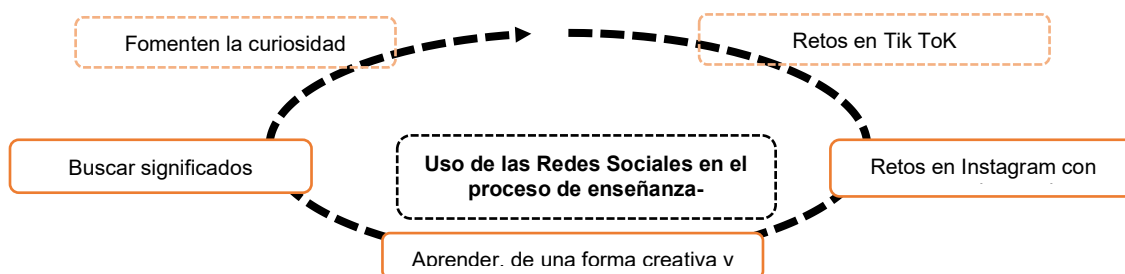 Fomenten la curiosidad
Retos en Tik ToK
Buscar significados
Uso de las Redes Sociales en el
proceso de enseñanza-
Retos en Instagram con
Aprender, de una forma creativa y